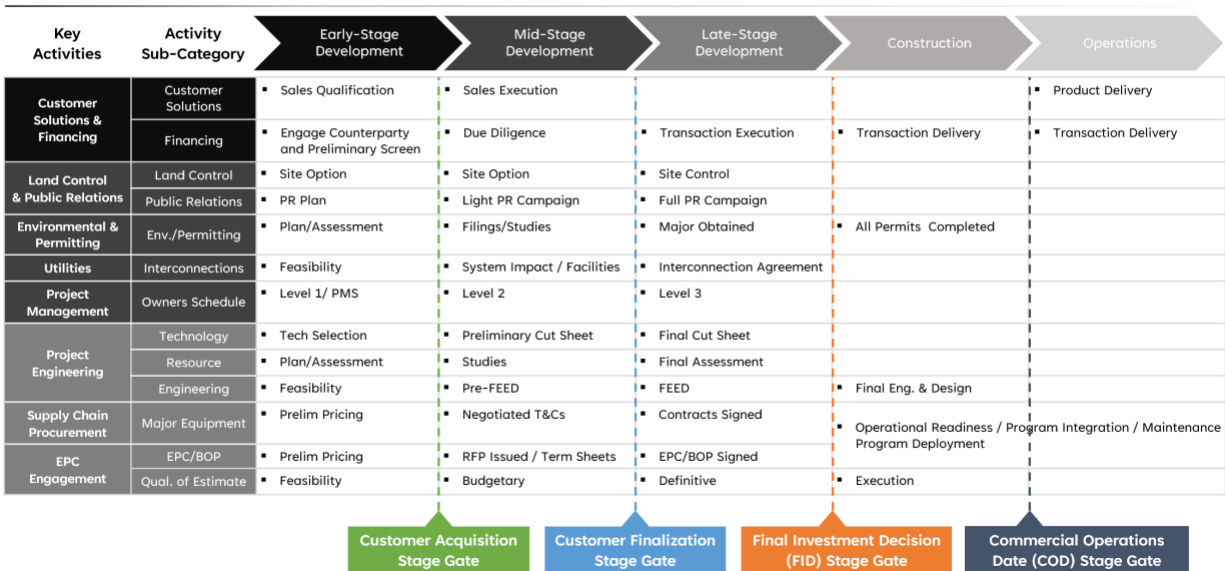 Key Activities
Activity Sub-Category
Early-Stage Development
Mid-Stage Development
Late-Stage Development
Construction
Operations
Customer Solutions & Financing
Customer Solutions
▪ Sales Qualification
▪ Sales Execution
▪ Product Delivery
Financing
▪ Engage Counterparty and Preliminary Screen
▪ Due Diligence
▪ Transaction Execution
▪ Transaction Delivery
▪ Transaction Delivery
Land Control & Public Relations
Land Control
▪ Site Option
▪ Site Option
▪ Site Control
Public Relations
▪ PR Plan
▪ Light PR Campaign
▪ Full PR Campaign
Environmental & Permitting
Env./Permitting
▪ Plan/Assessment
▪ Filings/Studies
▪ Major Obtained
▪ All Permits Completed
Utilities
Interconnections
▪ Feasibility
▪ System Impact / Facilities
▪ Interconnection Agreement
Project Management
Owners Schedule
▪ Level 1/ PMS
▪ Level 2
▪ Level 3
Project Engineering
Technology
▪ Tech Selection
▪ Preliminary Cut Sheet
▪ Final Cut Sheet
Resource
▪ Plan/Assessment
▪ Studies
▪ Final Assessment
Engineering
▪ Feasibility
▪ Pre-FEED
▪ FEED
▪ Final Eng. & Design
Supply Chain Procurement
Major Equipment
▪ Prelim Pricing
▪ Negotiated T&Cs
▪ Contracts Signed
▪ Operational Readiness / Program Integration / Maintenance Program Deployment
EPC Engagement
EPC/BOP
▪ Prelim Pricing
▪ RFP Issued / Term Sheets
▪ EPC/BOP Signed
Qual. of Estimate
▪ Feasibility
▪ Budgetary
▪ Definitive
▪ Execution
Customer Acquisition Stage Gate
Customer Finalization Stage Gate
Final Investment Decision (FID) Stage Gate
Commercial Operations Date (COD) Stage Gate